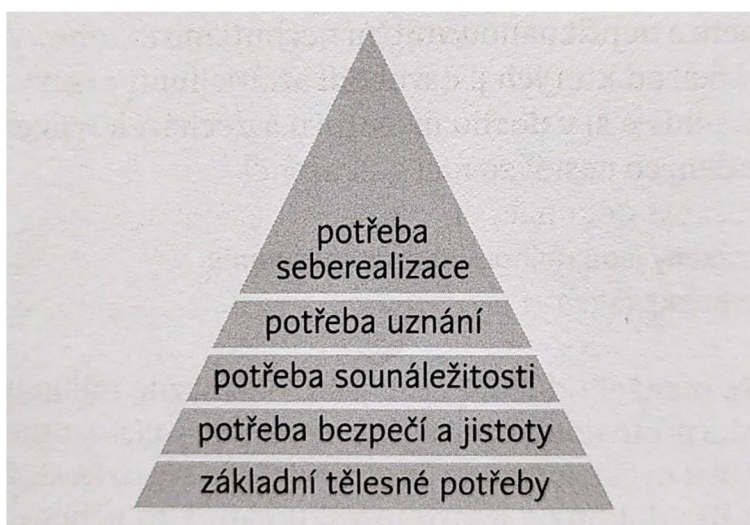 potřeba
seberealizace
potřeba uznání
potřeba sounáležitosti
potřeba bezpečí a jistoty
základní tělesné potřeby